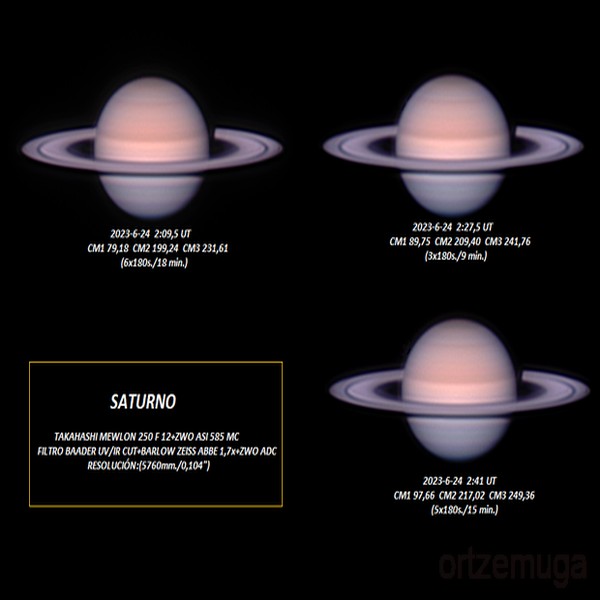 2023-6-24 2:09,5 UT
CM1 79,18 CM2 199,24 CM3 231,61
(6x180s./18 min.)
2023-6-24 2:27,5 UT
CM1 89,75 CM2 209,40 CM3 241,76
(3x180s./9 min.)
SATURNO
TAKAHASHI MEWLON 250 F 12+ZWO ASI 585 MC
FILTRO BAADER UV/IR CUT+BARLOW ZEISS ABBE 1,7x+ZWO ADC
RESOLUCIÓN:(5760mm./0,104")
2023-6-24 2:41 UT
CM1 97,66 CM2 217,02 CM3 249,36
(5x180s./15 min.)
ortzemuga